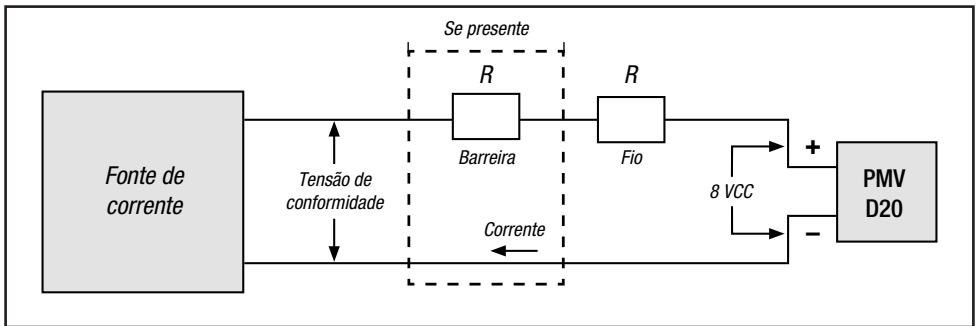 Se presente
R
R
Barreira
Fio
Fonte de
corrente
Tensão de
conformidade
Corrente
8 VCC
+
−
PMV
D20